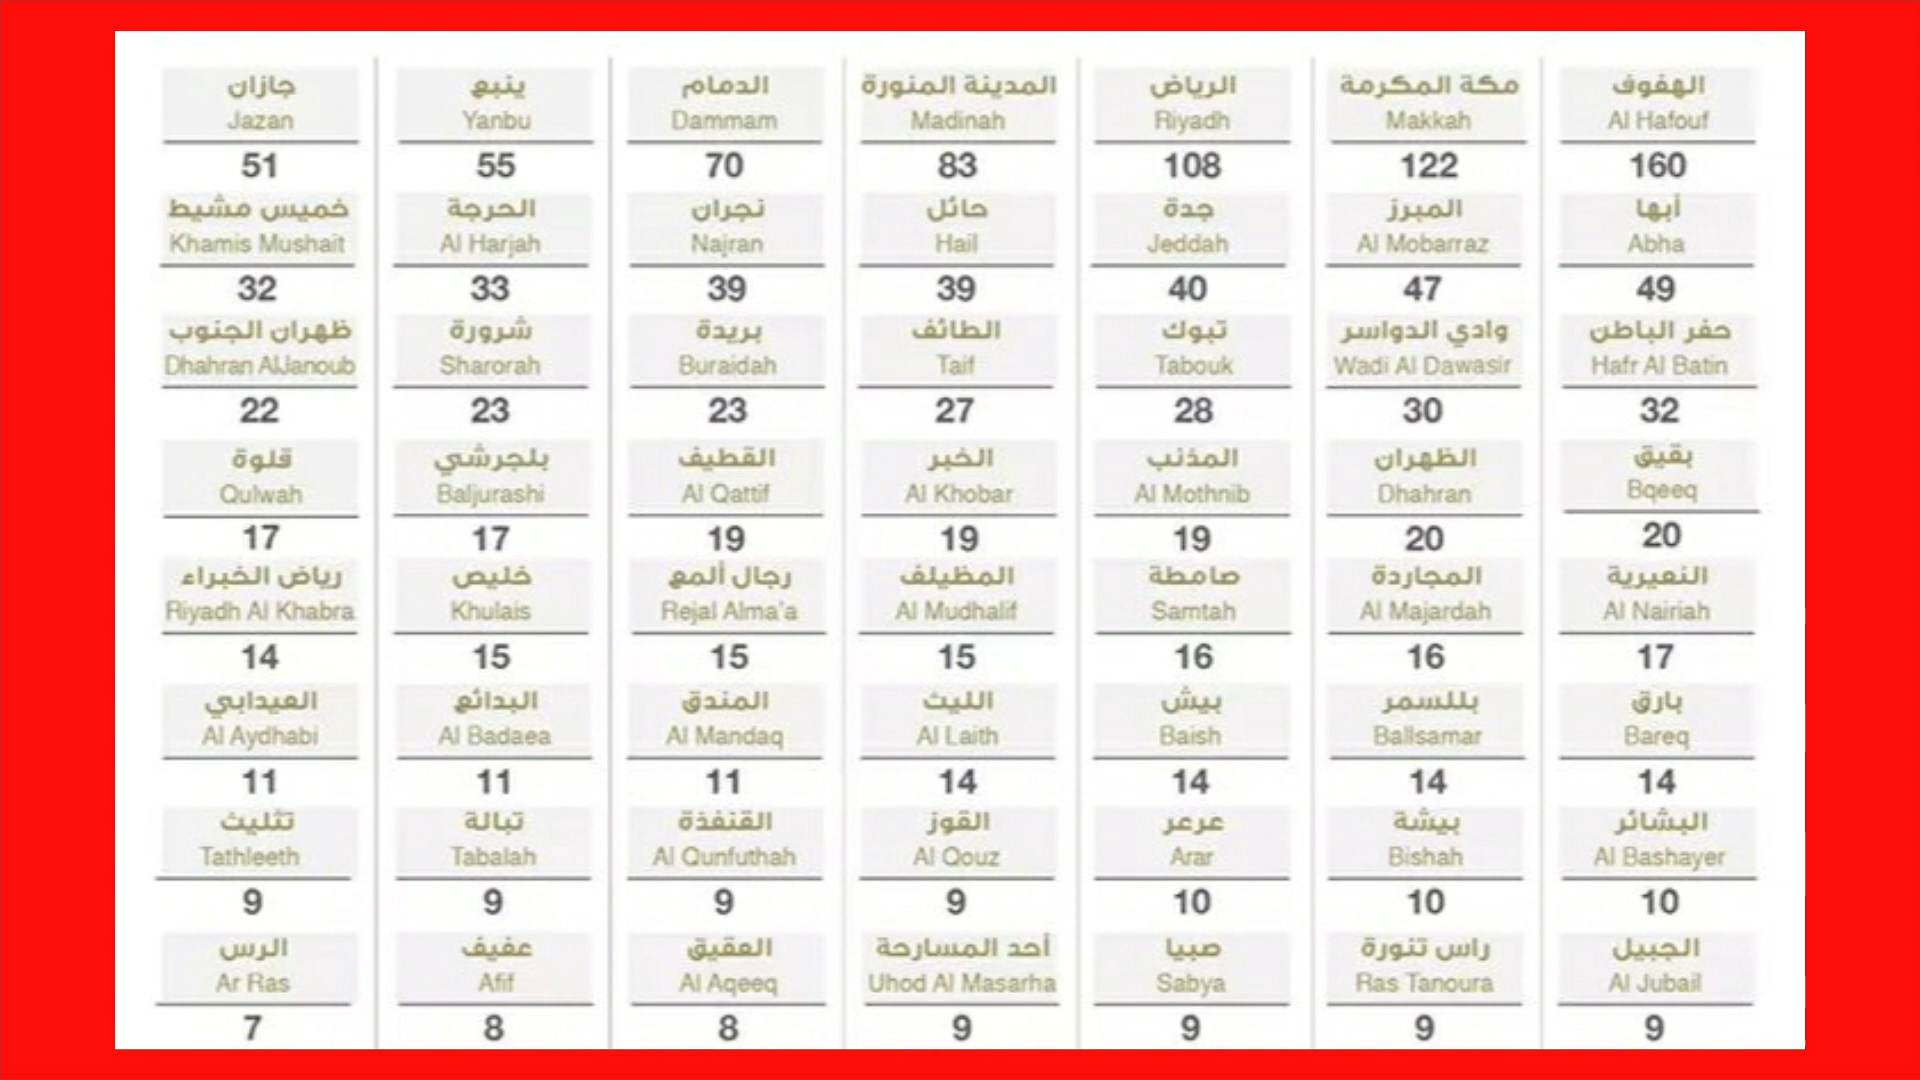 الهفوف
Al Hafouf
160
مكة المكرمة
Makkah
122
الرياض
Riyadh
108
المدينة المنورة
Madinah
83
الدمام
Dammam
70
ينبع
Yanbu
55
جازان
Jazan
51
أبها
Abha
49
المبرز
Al Mobarraz
47
جدة
Jeddah
40
حائل
Hail
39
نجران
Najran
39
الحرجة
Al Harjah
33
خميس مشيط
Khamis Mushait
32
حفر الباطن
Hafr Al Batin
32
وادي الدواسر
Wadi Al Dawasir
30
تبوك
Tabouk
28
الطائف
Taif
27
بريدة
Buraidah
23
شرورة
Sharorah
23
ظهران الجنوب
Dhahran AlJanoub
22
بقيق
Bqeeq
20
الظهران
Dhahran
20
المذنب
Al Mothnib
19
الخبر
Al Khobar
19
القطيف
Al Qattif
19
بلجرشي
Baljurashi
17
قلوة
Qulwah
17
النعيرية
Al Nairiah
17
المجاردة
Al Majardah
16
صامطة
Samtah
16
المظيلف
Al Mudhalif
15
رجال ألمع
Rejal Alma'a
15
خليص
Khulais
15
رياض الخبراء
Riyadh Al Khabra
14
بارق
Bareq
14
بللسمر
Ballsamar
14
بيش
Baish
14
الليث
Al Laith
14
المندق
Al Mandaq
11
البدائع
Al Badaea
11
العيدابي
Al Aydhabi
11
البشائر
Al Bashayer
10
بيشة
Bishah
10
عرعر
Arar
10
القوز
Al Qouz
9
القنفذة
Al Qunfuthah
9
تبالة
Tabalah
9
تثليث
Tathleeth
9
الجبيل
Al Jubail
9
راس تنورة
Ras Tanoura
9
صبيا
Sabya
9
أحد المسارحة
Uhod Al Masarha
9
العقيق
Al Aqeeq
8
عفيف
Afif
8
الرس
Ar Ras
7